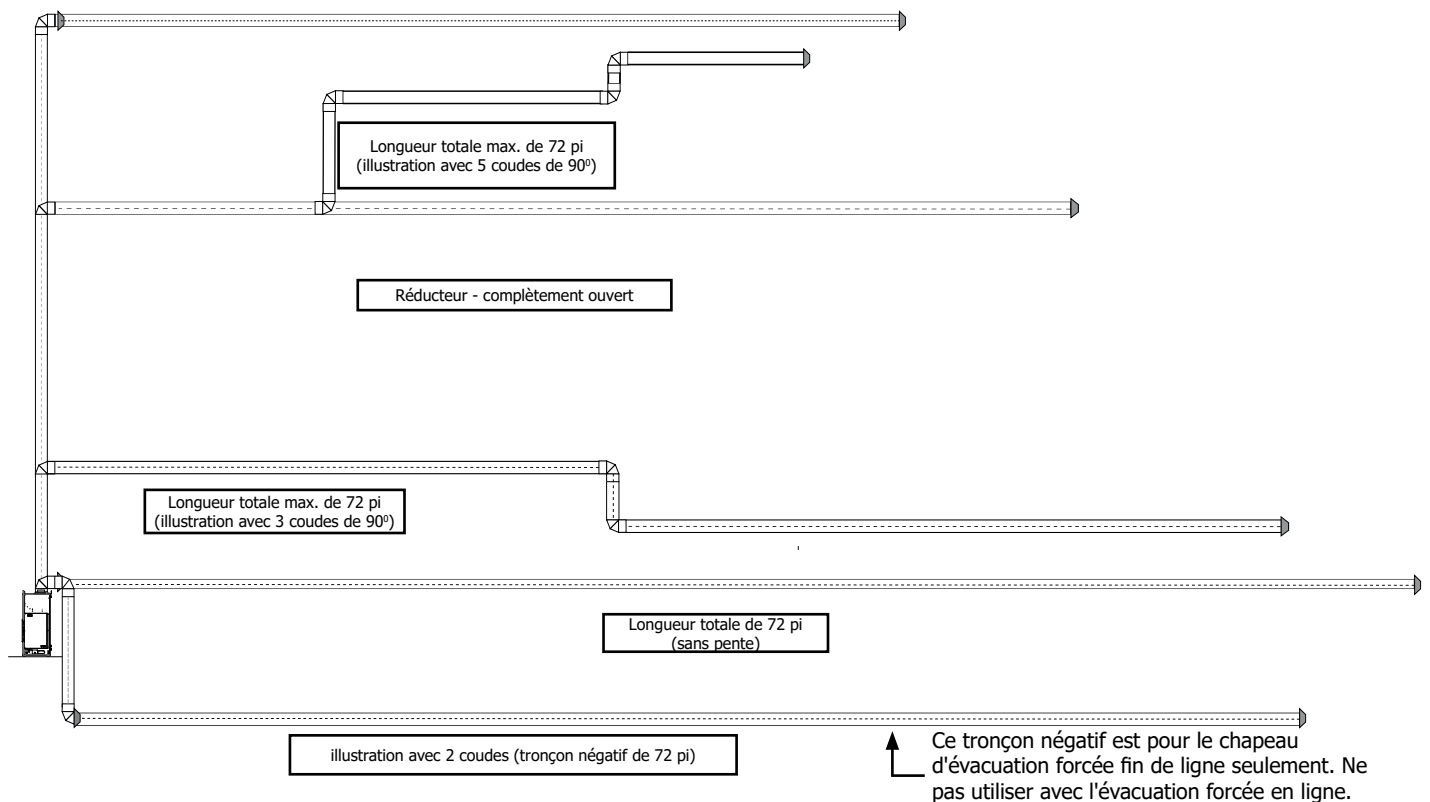 Longueur totale max. de 72 pi
(illustration avec 5 coudes de 90⁰)
Réducteur - complètement ouvert
Longueur totale max. de 72 pi
(illustration avec 3 coudes de 90⁰)
Longueur totale de 72 pi
(sans pente)
illustration avec 2 coudes (tronçon négatif de 72 pi)
Ce tronçon négatif est pour le chapeau
d'évacuation forcée fin de ligne seulement. Ne
pas utiliser avec l'évacuation forcée en ligne.